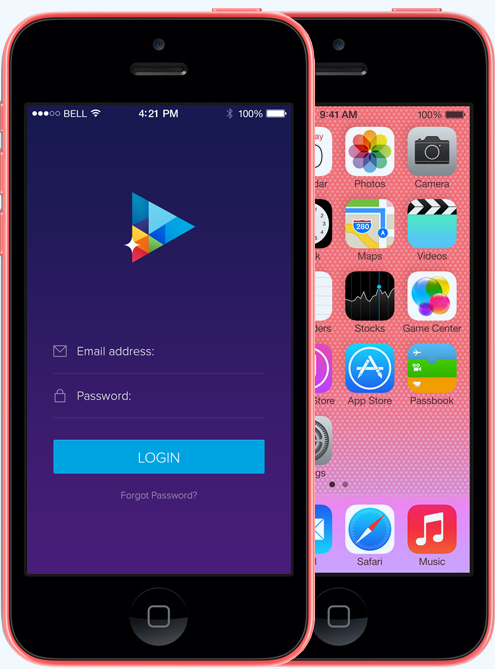 BELL 4:21 PM 100%
Email address:
Password:
LOGIN
Forgot Password?
9:41 AM 100%
ay
dar Photos Camera
280
k Maps Videos
ders Stocks Game Center
Store App Store Passbook
gs
l Safari Music